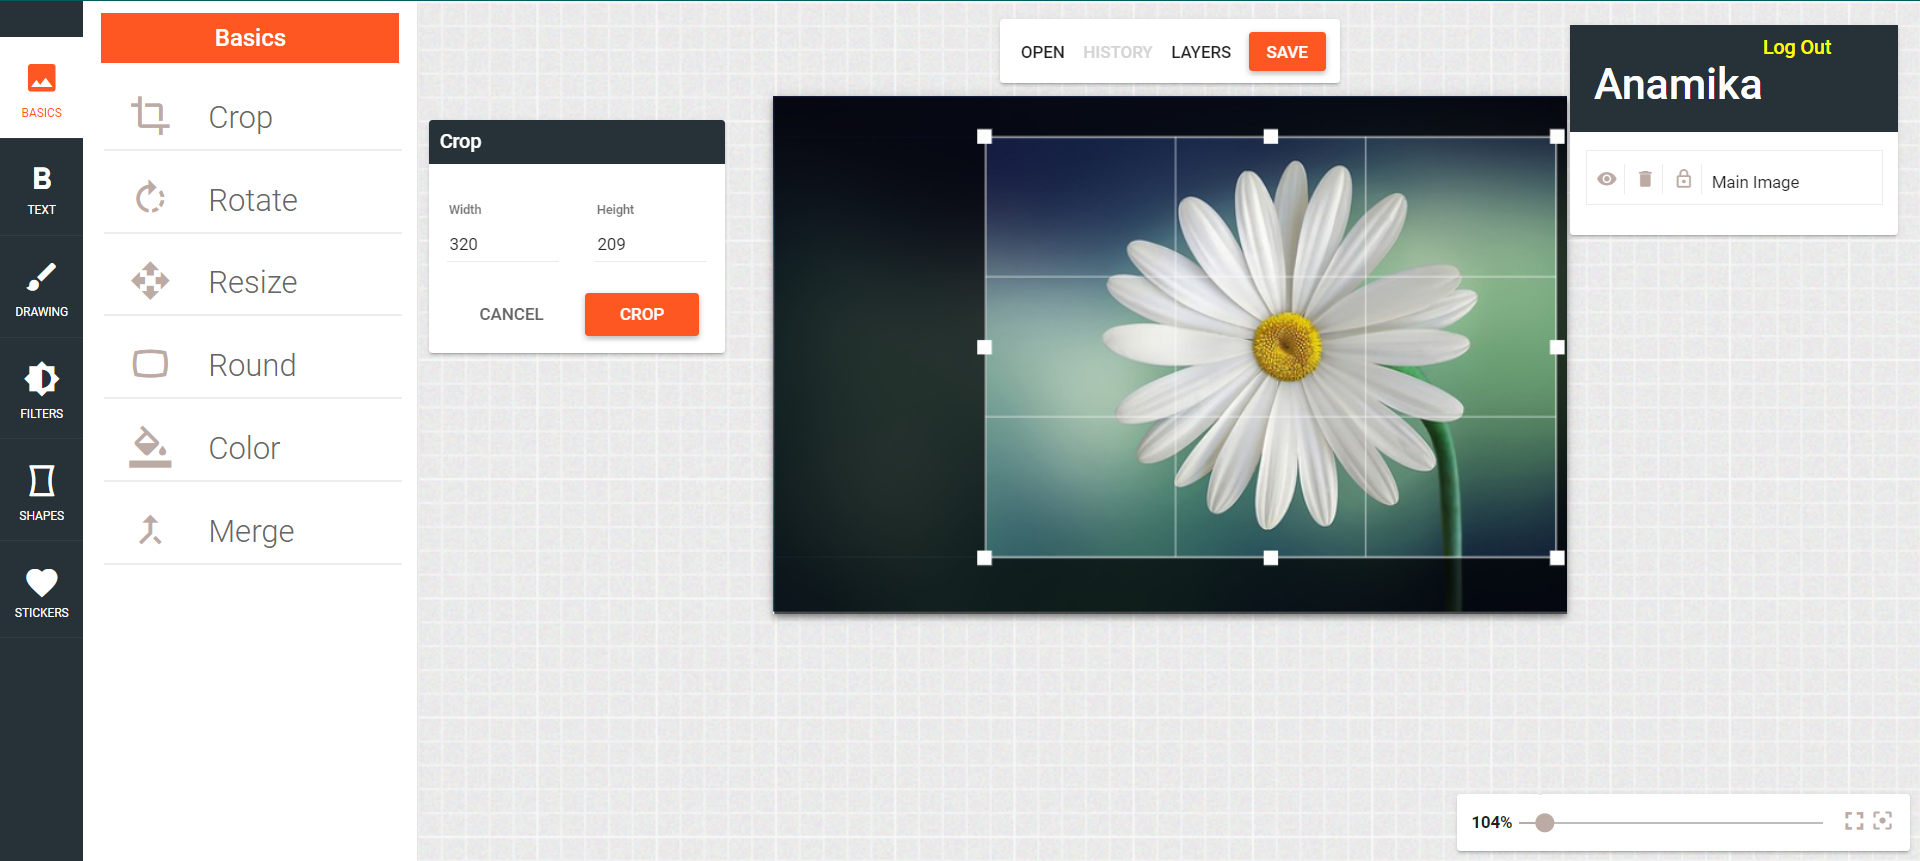 BASICS
TEXT
DRAWING
FILTERS
SHAPES
STICKERS
Basics
Crop
Rotate
Resize
Round
Color
Merge
Crop
Width Height
320 209
CANCEL CROP
OPEN HISTORY LAYERS SAVE
Log Out
Anamika
Main Image
104%